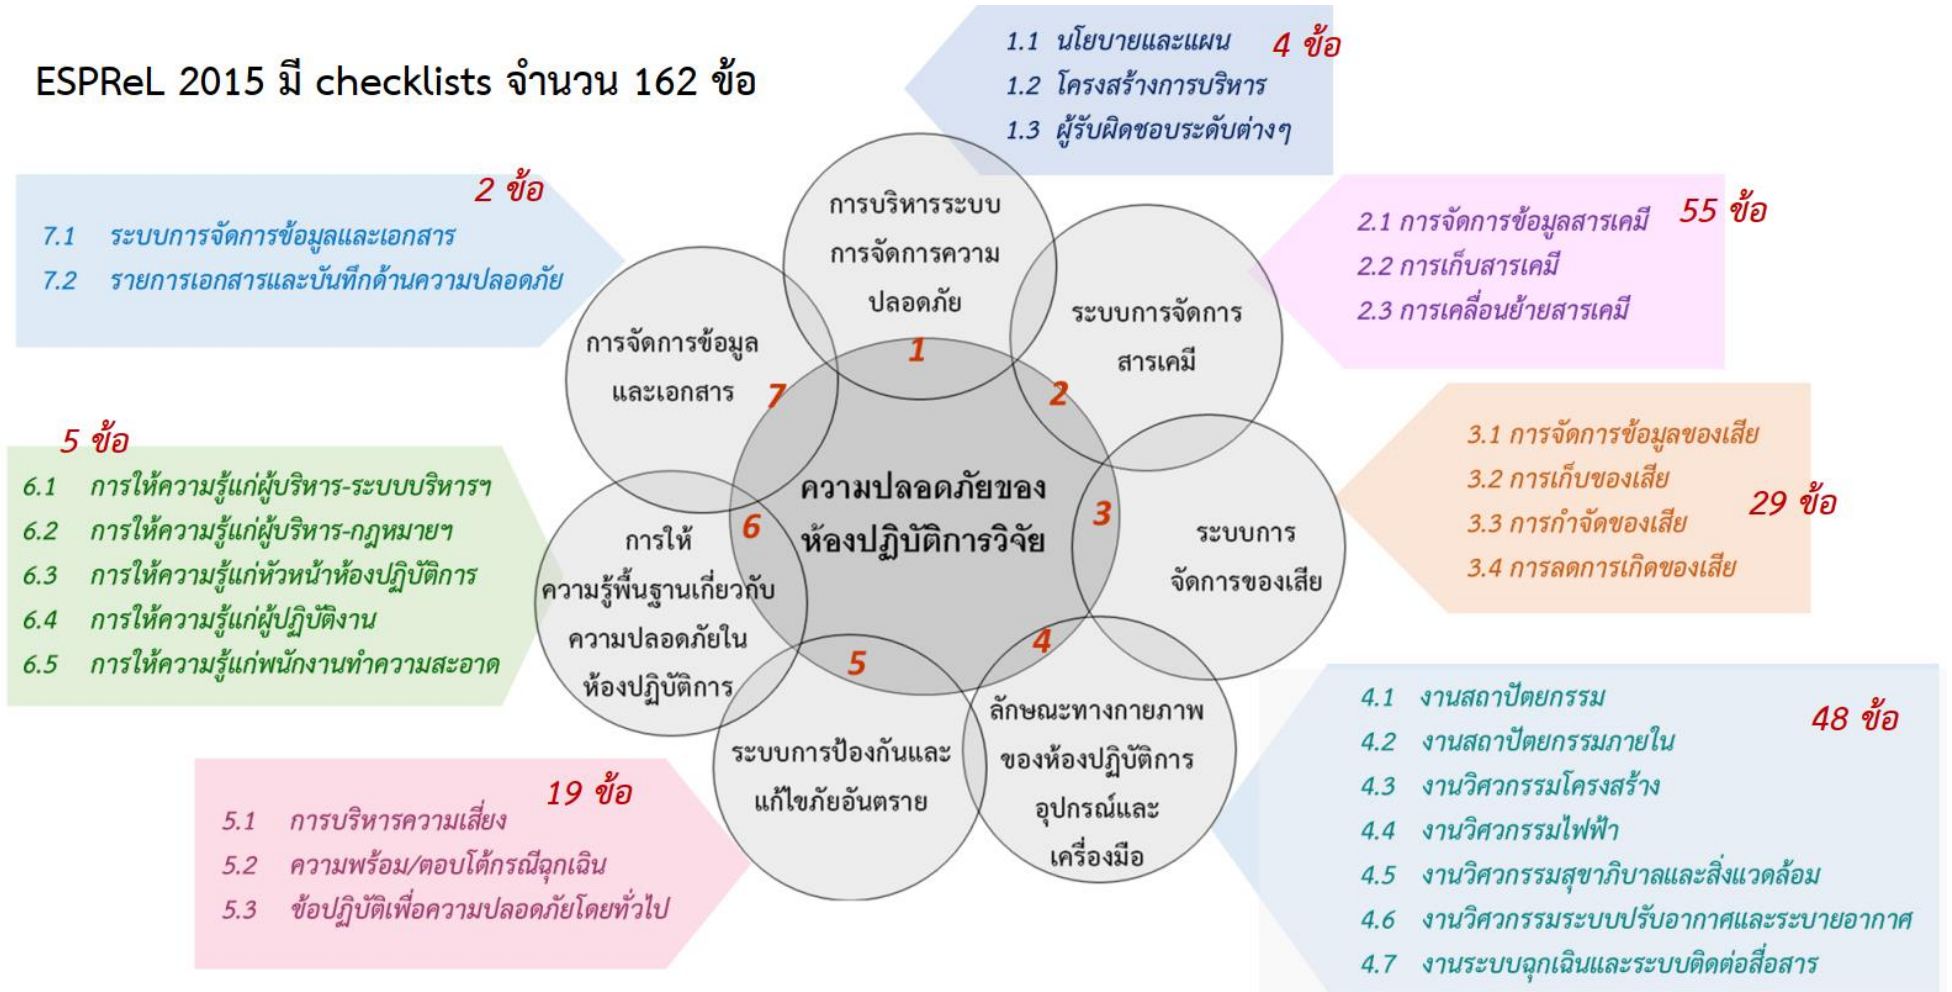 ESPReL 2015 มี checklists จำนวน 162 ข้อ
1.1 นโยบายและแผน
4 ข้อ
1.2 โครงสร้างการบริหาร
1.3 ผู้รับผิดชอบระดับต่างๆ
2 ข้อ
7.1 ระบบการจัดการข้อมูลและเอกสาร
7.2 รายการเอกสารและบันทึกด้านความปลอดภัย
55 ข้อ
2.1 การจัดการข้อมูลสารเคมี
2.2 การเก็บสารเคมี
2.3 การเคลื่อนย้ายสารเคมี
การบริหารระบบ
การจัดการความ
ปลอดภัย
1
ระบบการจัดการ
สารเคมี
2
การจัดการข้อมูล
และเอกสาร
7
ความปลอดภัยของ
ห้องปฏิบัติการวิจัย
3
ระบบการ
จัดการของเสีย
3.1 การจัดการข้อมูลของเสีย
3.2 การเก็บของเสีย
3.3 การกำจัดของเสีย
3.4 การลดการเกิดของเสีย
29 ข้อ
5 ข้อ
6.1 การให้ความรู้แก่ผู้บริหาร-ระบบบริหารฯ
6.2 การให้ความรู้แก่ผู้บริหาร-กฎหมายฯ
6.3 การให้ความรู้แก่หัวหน้าห้องปฏิบัติการ
6.4 การให้ความรู้แก่ผู้ปฏิบัติงาน
6.5 การให้ความรู้แก่พนักงานทำความสะอาด
6
การให้
ความรู้พื้นฐานเกี่ยวกับ
ความปลอดภัยใน
ห้องปฏิบัติการ
5
ระบบการป้องกันและ
แก้ไขภัยอันตราย
4
ลักษณะทางกายภาพ
ของห้องปฏิบัติการ
อุปกรณ์และ
เครื่องมือ
19 ข้อ
5.1 การบริหารความเสี่ยง
5.2 ความพร้อม/ตอบโต้กรณีฉุกเฉิน
5.3 ข้อปฏิบัติเพื่อความปลอดภัยโดยทั่วไป
48 ข้อ
4.1 งานสถาปัตยกรรม
4.2 งานสถาปัตยกรรมภายใน
4.3 งานวิศวกรรมโครงสร้าง
4.4 งานวิศวกรรมไฟฟ้า
4.5 งานวิศวกรรมสุขาภิบาลและสิ่งแวดล้อม
4.6 งานวิศวกรรมระบบปรับอากาศและระบายอากาศ
4.7 งานระบบฉุกเฉินและระบบติดต่อสื่อสาร